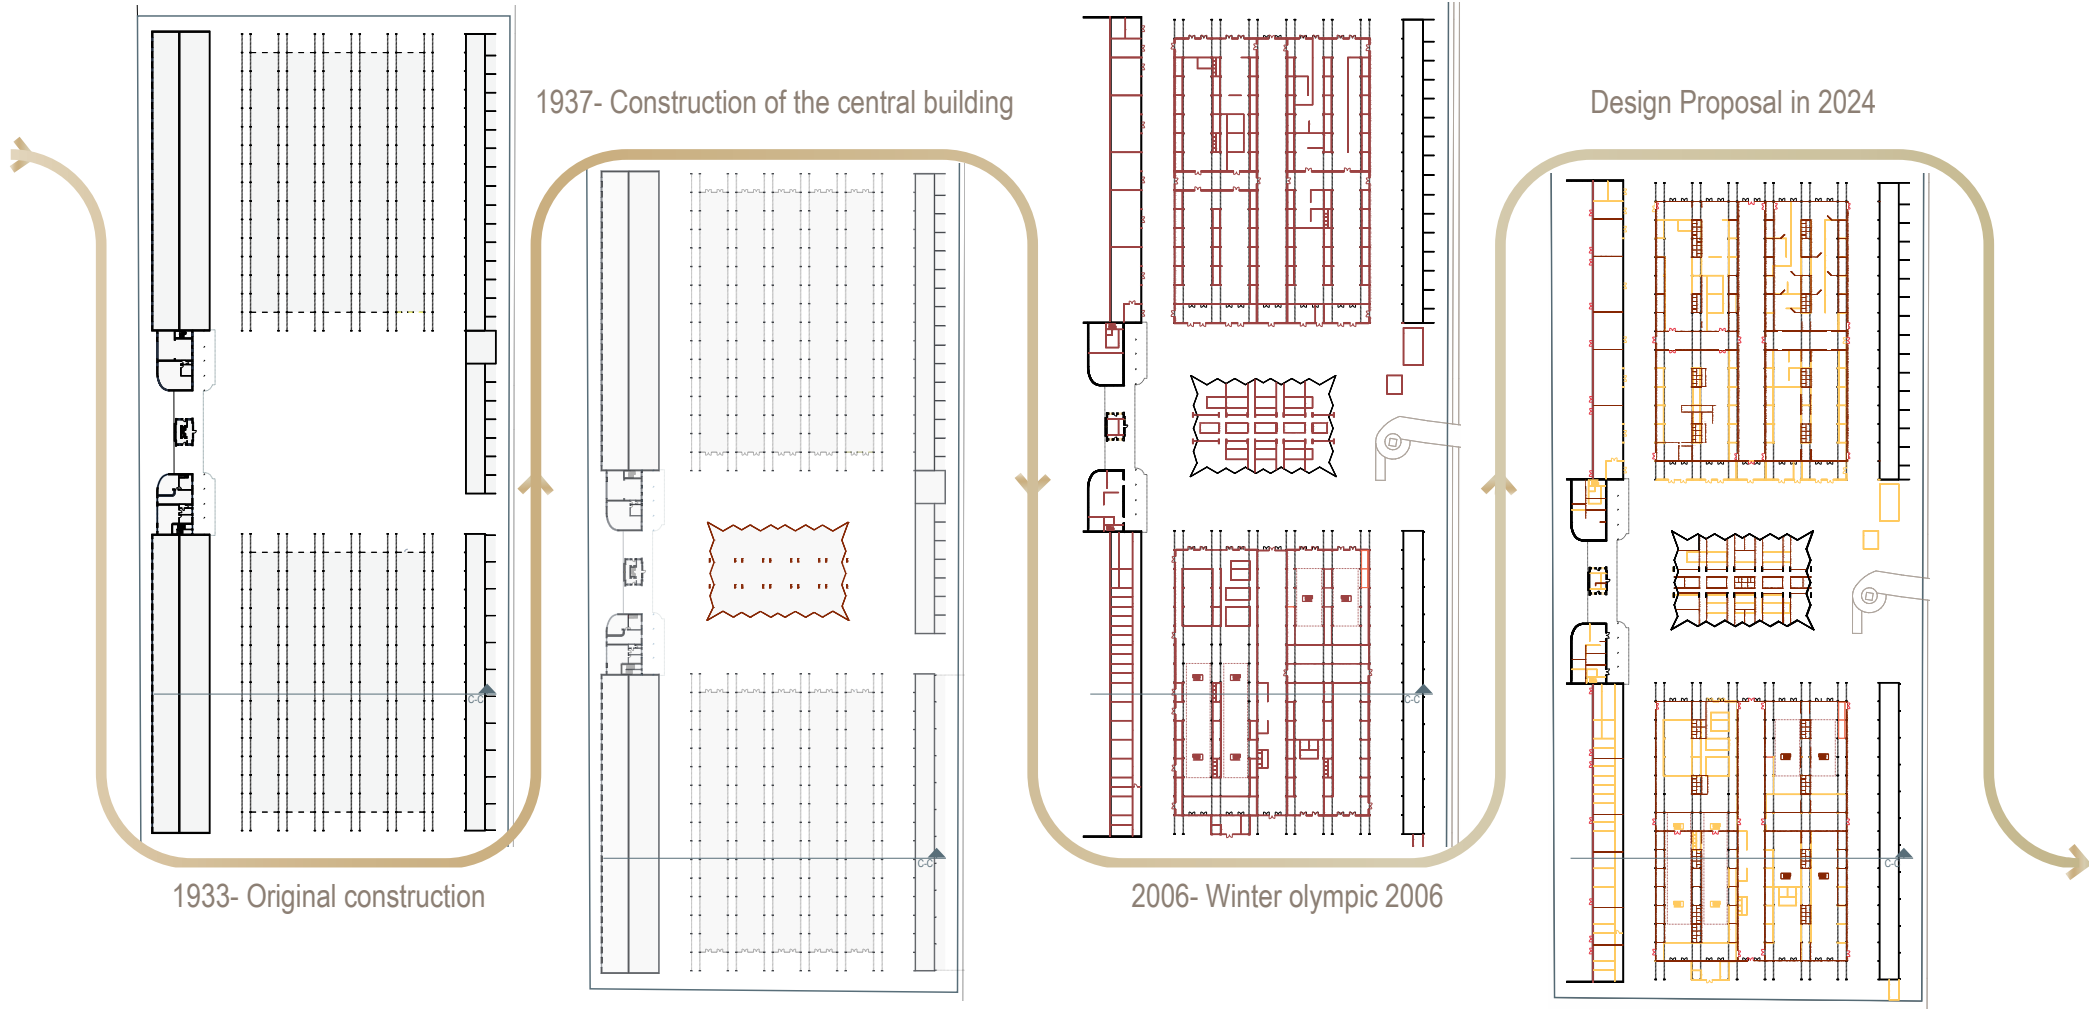 1937- Construction of the central building
Design Proposal in 2024
C-C
C-C
1933- Original construction
C-C
C-C
2006- Winter olympic 2006